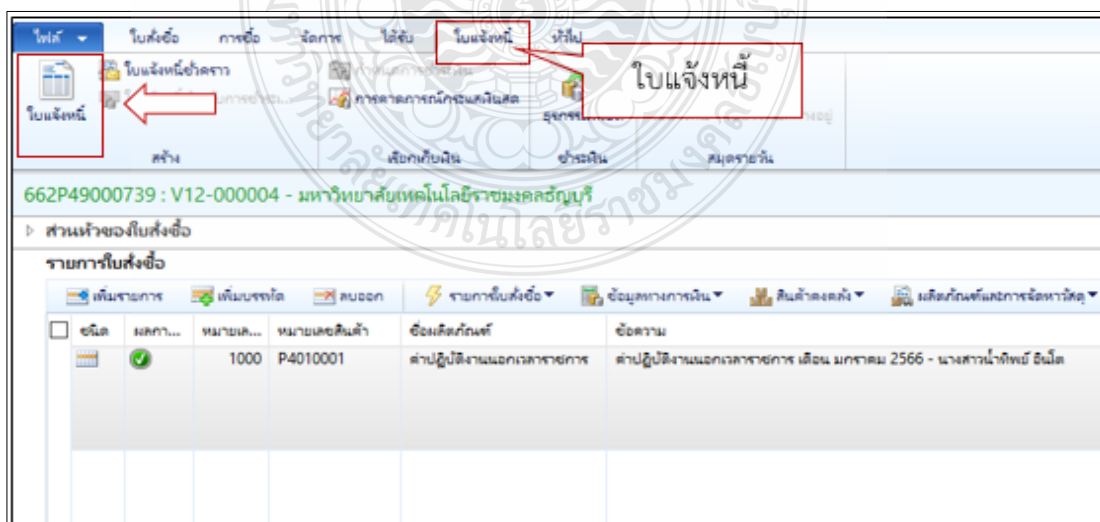 ไฟล์ ใบสั่งซื้อ การซื้อ จัดการ ได้รับ ใบแจ้งหนี้ ทั่วไป
ใบแจ้งหนี้
ใบแจ้งหนี้ชั่วคราว
การคาดการณ์กระแสเงินสด
ใบแจ้งหนี้
สร้าง เรียกเก็บเงิน ชำระเงิน สมุดรายวัน
662P49000739 : V12-000004 - มหาวิทยาลัยเทคโนโลยีราชมงคลธัญบุรี
ส่วนหัวของใบสั่งซื้อ
รายการใบสั่งซื้อ
เพิ่มรายการ เพิ่มบรรทัด ลบออก รายการใบสั่งซื้อ ข้อมูลทางการเงิน สินค้าคงคลัง ผลิตภัณฑ์และการจัดหาวัสดุ
ชนิด ผลกา... หมายเล... หมายเลขสินค้า ชื่อผลิตภัณฑ์ ข้อความ
1000 P4010001 ค่าปฏิบัติงานนอกเวลาราชการ ค่าปฏิบัติงานนอกเวลาราชการ เดือน มกราคม 2566 - นางสาวน้ำทิพย์